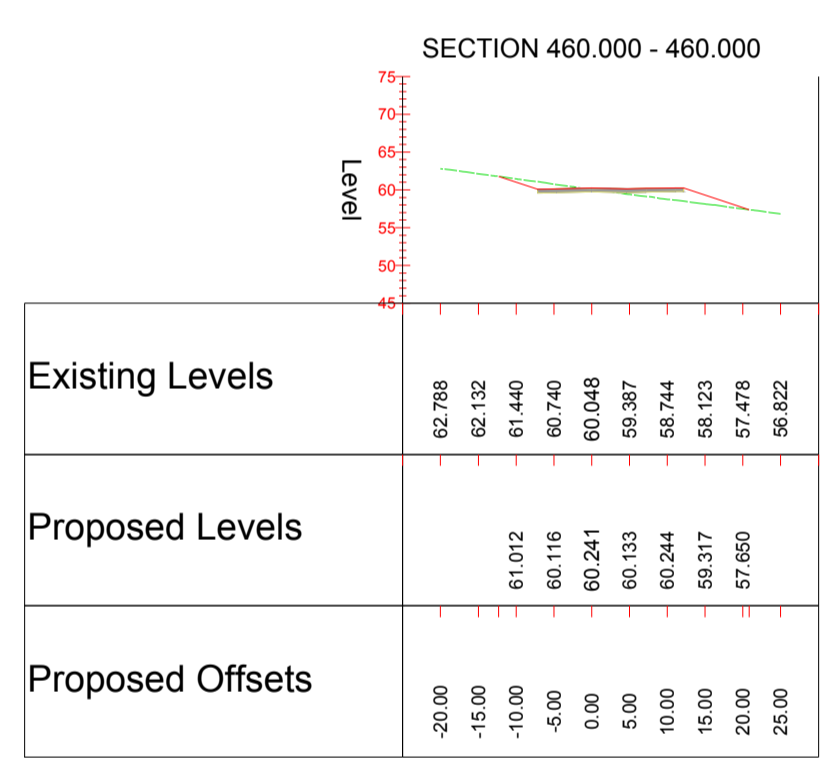 SECTION 460.000 - 460.000
75
70
65
60
55
50
45
Level
Existing Levels
62.788 62.132 61.440 60.740 60.048 59.387 58.744 58.123 57.478 56.822
Proposed Levels
61.012 60.116 60.241 60.133 60.244 59.317 57.650
Proposed Offsets
-20.00 -15.00 -10.00 -5.00 0.00 5.00 10.00 15.00 20.00 25.00